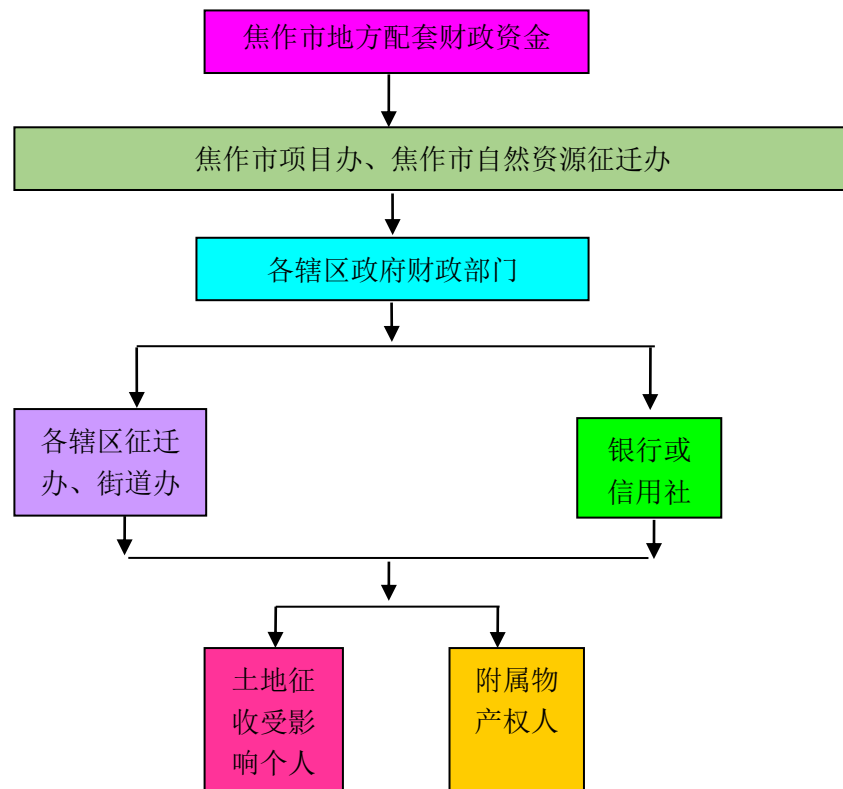 焦作市地方配套财政资金
焦作市项目办、焦作市自然资源征迁办
各辖区政府财政部门
各辖区征迁
办、街道办
银行或
信用社
土地征
收受影
响个人
附属物
产权人